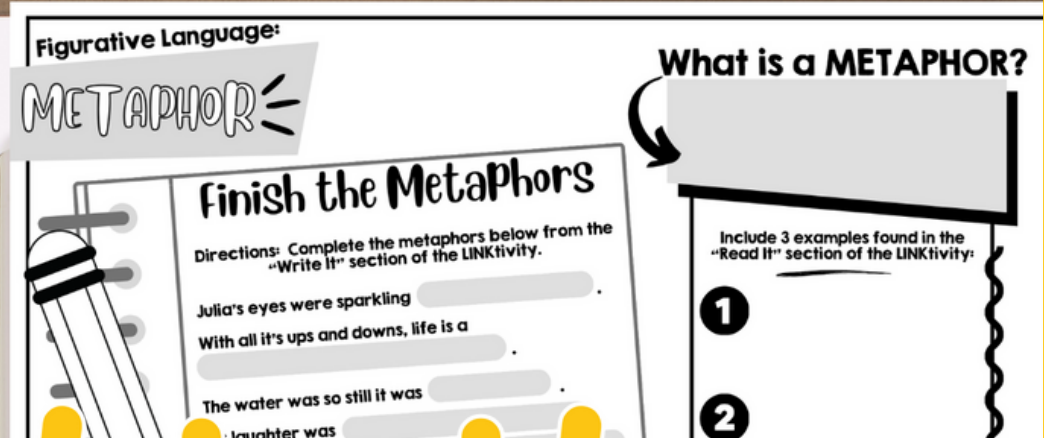 Figurative Language:
METAPHOR
What is a METAPHOR?
Finish the Metaphors
Directions: Complete the metaphors below from the
“Write It” section of the LINKtivity.
Julia's eyes were sparkling .
With all it's ups and downs, life is a
.
The water was so still it was .
laughter was
Include 3 examples found in the
“Read It” section of the LINKtivity:
1
2